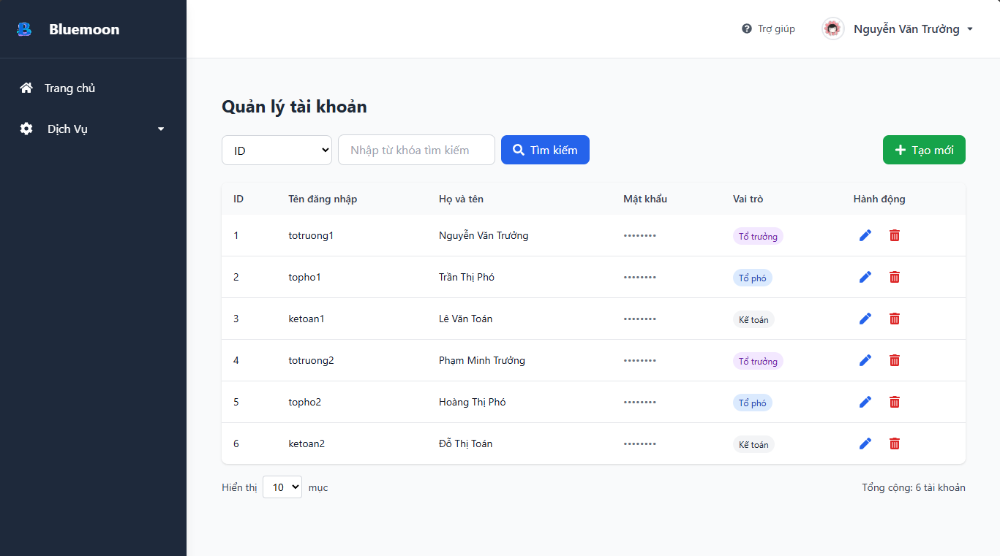 Bluemoon
Trợ giúp
Nguyễn Văn Trưởng
Trang chủ
Dịch Vụ
Quản lý tài khoản
ID
Nhập từ khóa tìm kiếm
Tìm kiếm
Tạo mới
ID Tên đăng nhập Họ và tên Mật khẩu Vai trò Hành động
1 totruong1 Nguyễn Văn Trưởng •••••••• Tổ trưởng
2 topho1 Trần Thị Phó •••••••• Tổ phó
3 ketoan1 Lê Văn Toán •••••••• Kế toán
4 totruong2 Phạm Minh Trưởng •••••••• Tổ trưởng
5 topho2 Hoàng Thị Phó •••••••• Tổ phó
6 ketoan2 Đỗ Thị Toán •••••••• Kế toán
Hiển thị 10 mục
Tổng cộng: 6 tài khoản